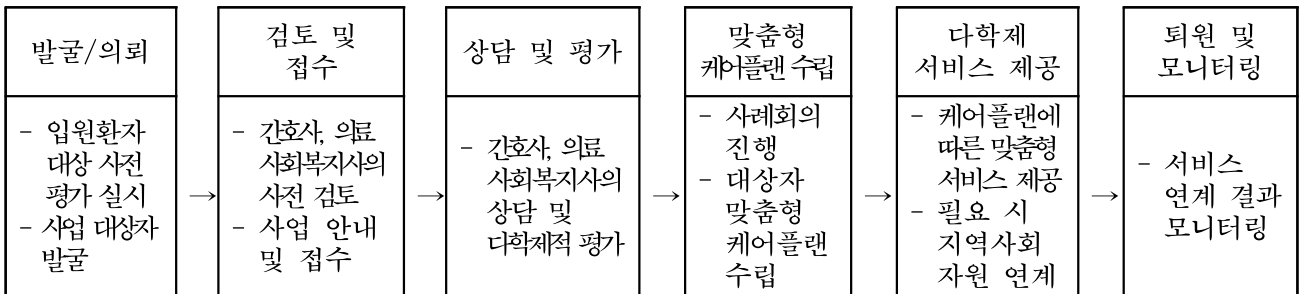 발굴/의뢰
- 입원환자
대상 사전
평가 실시
- 사업 대상자
발굴
→
검토 및
접수
- 간호사, 의료
사회복지사의
사전 검토
- 사업 안내
및 접수
→
상담 및 평가
- 간호사, 의료
사회복지사의
상담 및
다학제적 평가
→
맞춤형
케어플랜 수립
- 사례회의
진행
- 대상자
맞춤형
케어플랜
수립
→
다학제
서비스 제공
- 케어플랜에
따른 맞춤형
서비스 제공
- 필요 시
지역사회
자원 연계
→
퇴원 및
모니터링
- 서비스
연계 결과
모니터링